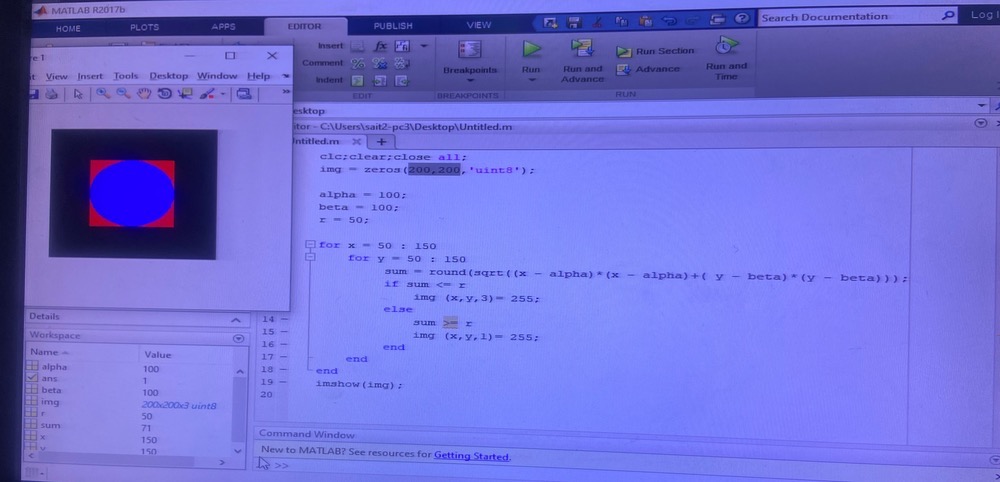 MATLAB R2017b
HOME PLOTS APPS EDITOR PUBLISH VIEW
Search Documentation
Log
Insert fx
Comment %
Indent
EDIT
Breakpoints
BREAKPOINTS
Run
Run and Advance
Run Section
Advance
Run and Time
RUN
re 1
View Insert Tools Desktop Window Help
esktop
tor - C:\Users\sait2-pc3\Desktop\Untitled.m
ntitled.m
clc;clear;close all;
img = zeros(200,200,'uint8');
alpha = 100;
beta = 100;
r = 50;
for x = 50 : 150
for y = 50 : 150
sum = round(sqrt((x - alpha)*(x - alpha)+( y - beta)*(y - beta)));
if sum <= r
img (x,y,3)= 255;
else
14 - sum >= r
15 - img (x,y,1)= 255;
16 - end
17 - end
18 - end
19 - imshow(img);
20
Details
Workspace
Name Value
alpha 100
ans 1
beta 100
img 200x200x3 uint8
r 50
sum 71
x 150
y 150
Command Window
New to MATLAB? See resources for Getting Started.
>>